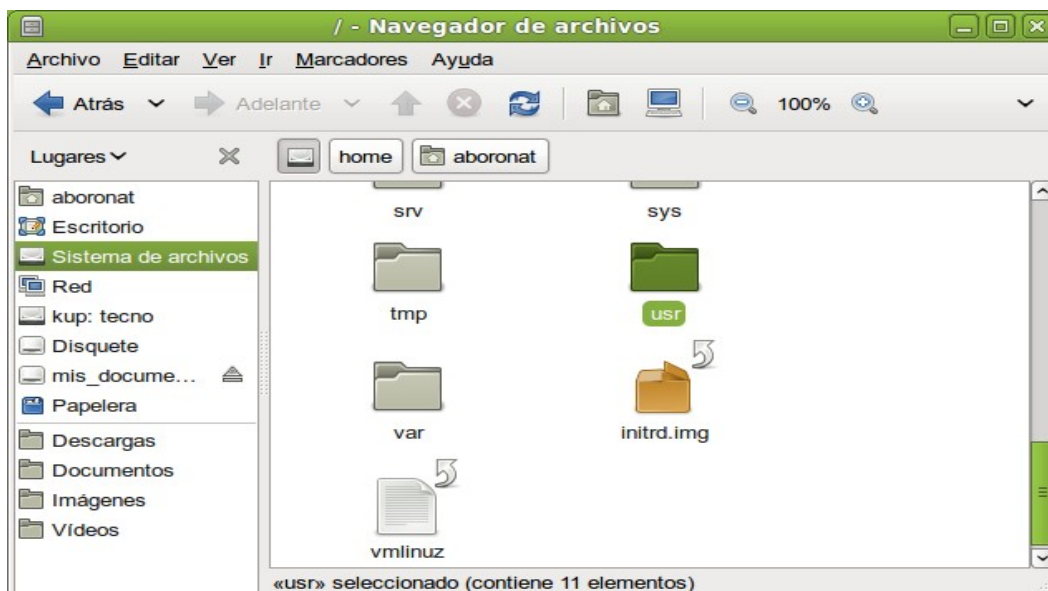 / - Navegador de archivos
Archivo Editar Ver Ir Marcadores Ayuda
Atrás Adelante 100%
Lugares home aboronat
aboronat
Escritorio
Sistema de archivos
Red
kup: tecno
Disquete
mis_docume...
Papelera
Descargas
Documentos
Imágenes
Vídeos
srv sys
tmp usr
var initrd.img
vmlinuz
«usr» seleccionado (contiene 11 elementos)